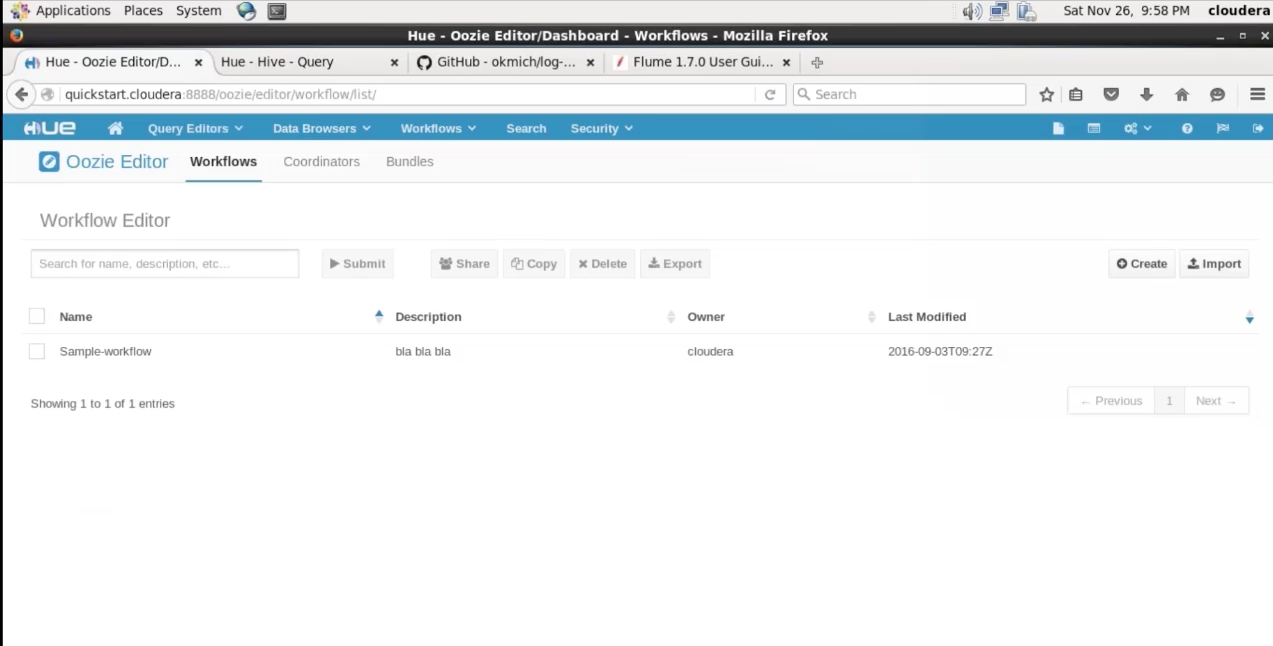 Applications Places System Sat Nov 26, 9:58 PM cloudera
Hue - Oozie Editor/Dashboard - Workflows - Mozilla Firefox
Hue - Oozie Editor/D... Hue - Hive - Query GitHub - okmich/log-... Flume 1.7.0 User Gui...
quickstart.cloudera:8888/oozie/editor/workflow/list/ Search
HUE Query Editors Data Browsers Workflows Search Security
Oozie Editor Workflows Coordinators Bundles
Workflow Editor
Search for name, description, etc... Submit Share Copy Delete Export Create Import
Name Description Owner Last Modified
Sample-workflow bla bla bla cloudera 2016-09-03T09:27Z
Showing 1 to 1 of 1 entries ← Previous 1 Next →